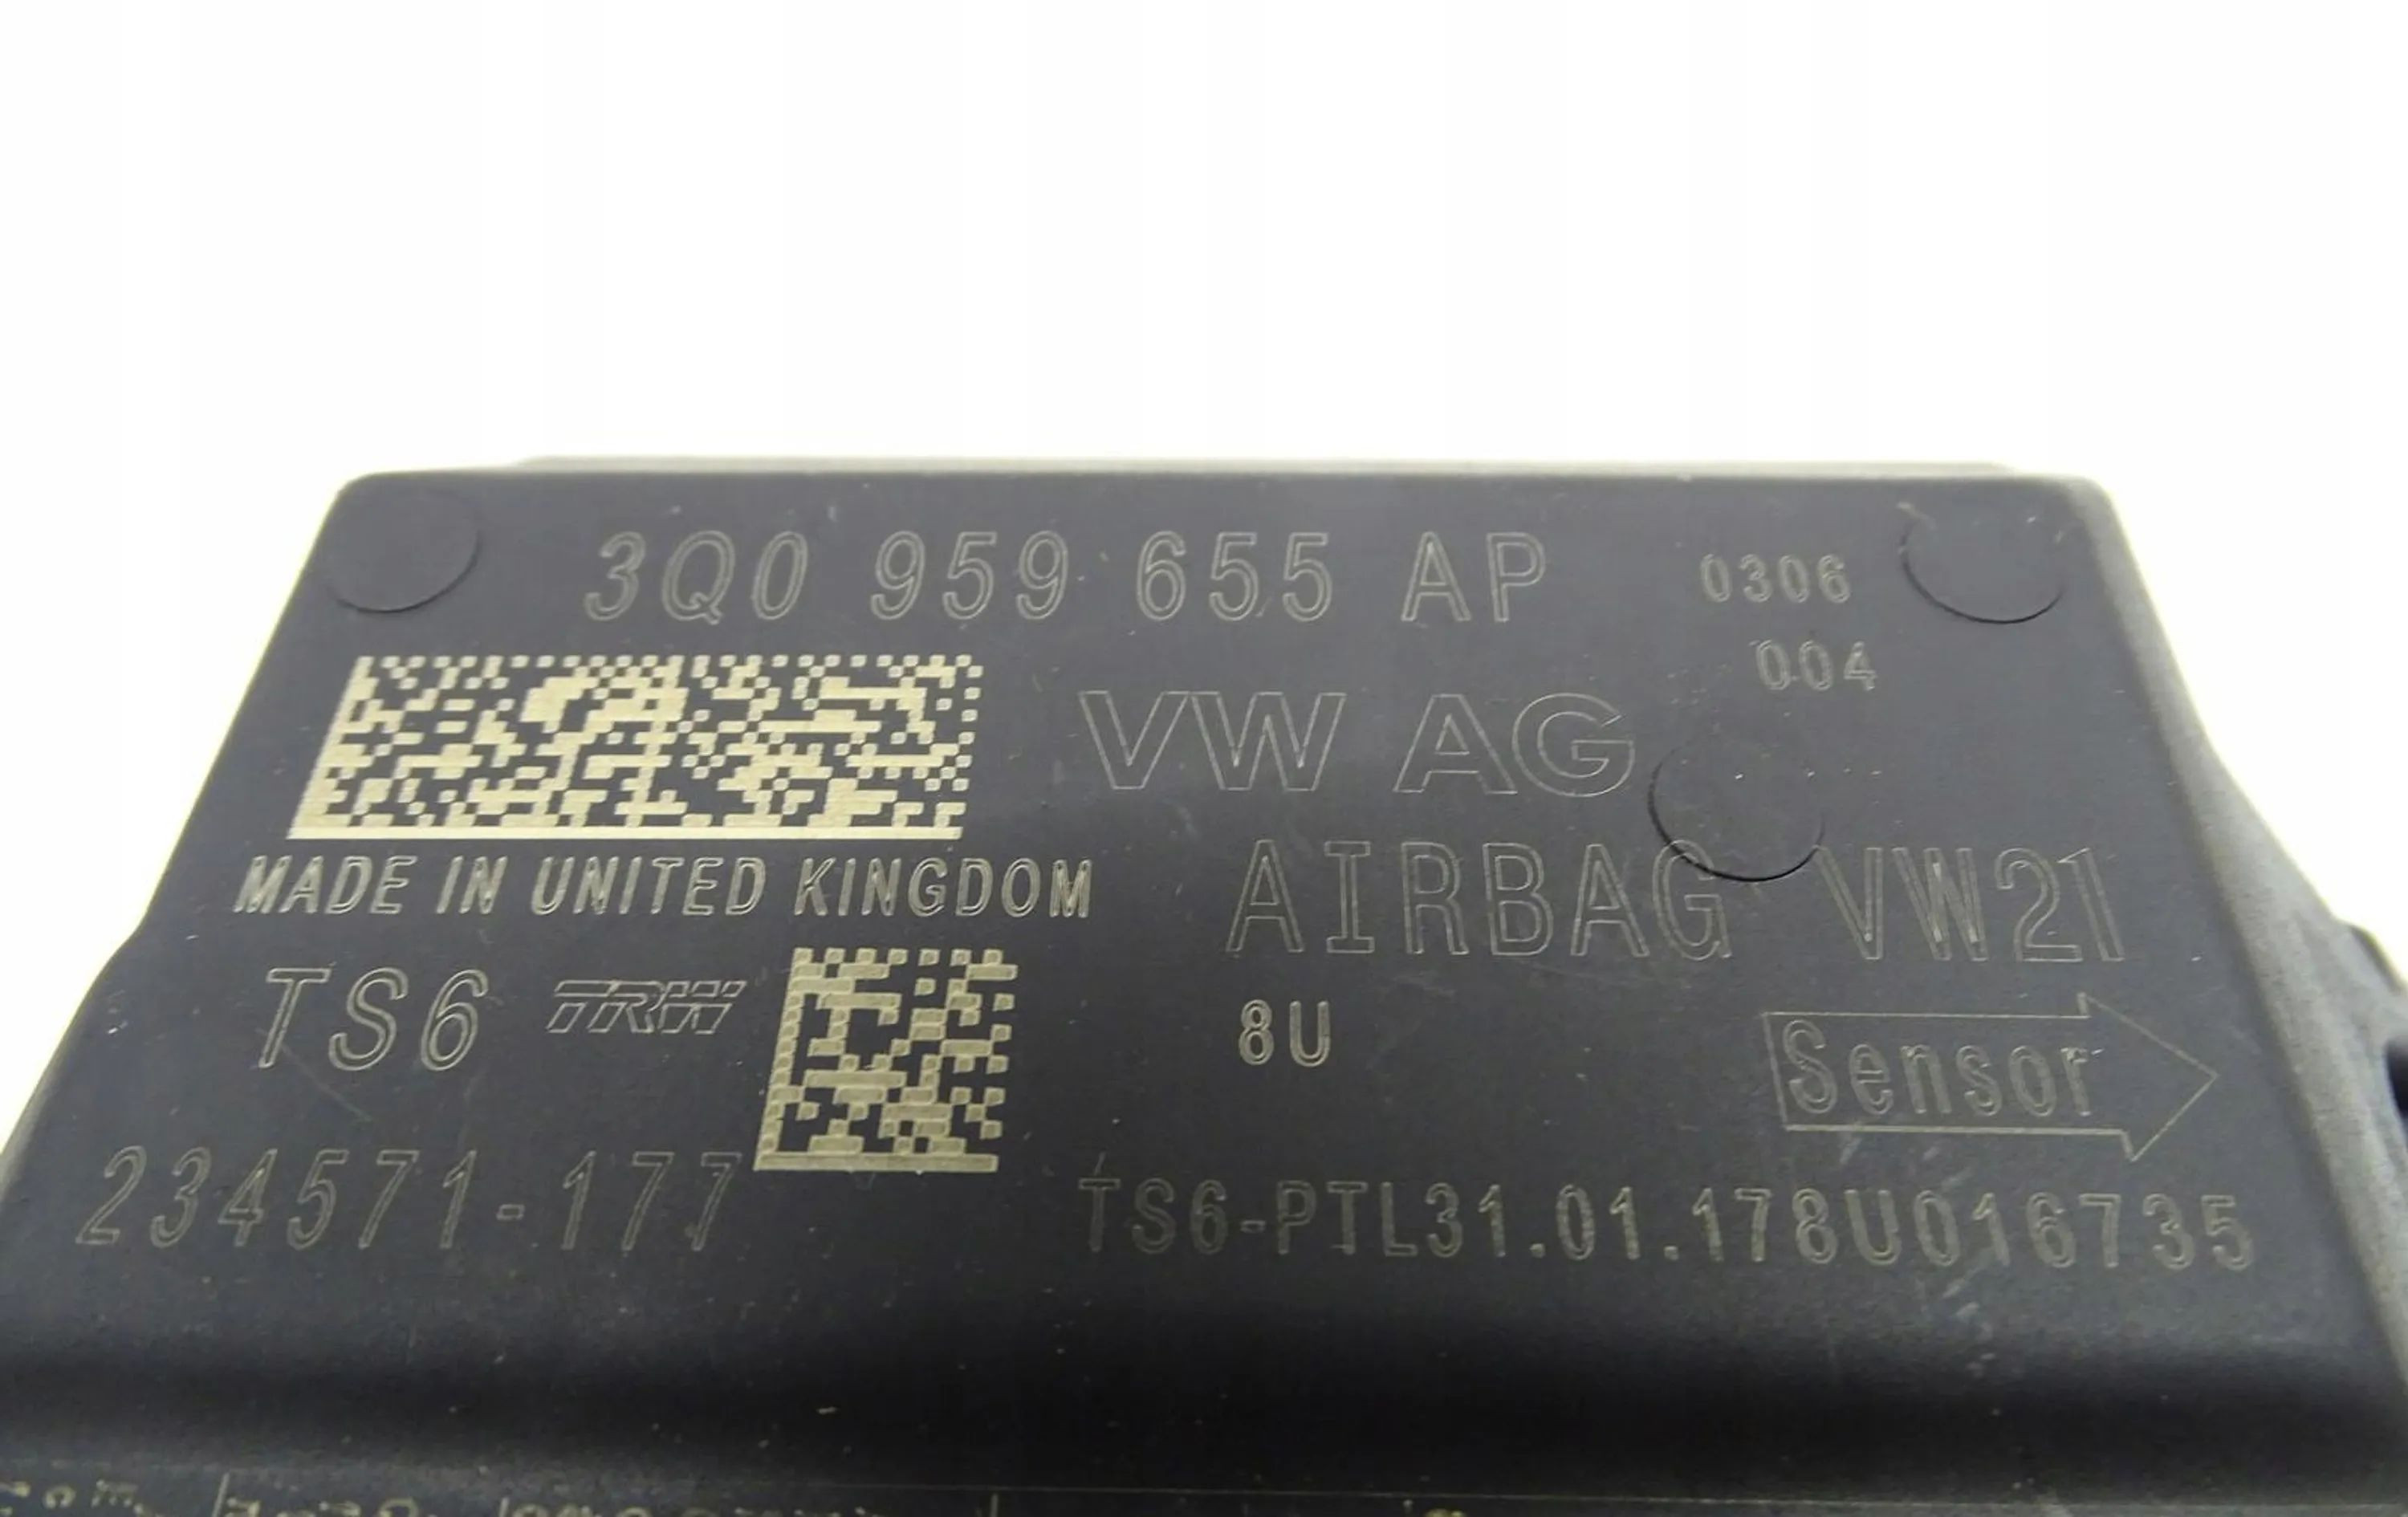 3Q0 959 655 AP 0306
004
VW AG
MADE IN UNITED KINGDOM
AIRBAG VW21
TS6 TRW
8U
Sensor
234571-177
TS6-PTL31.01.178U016735